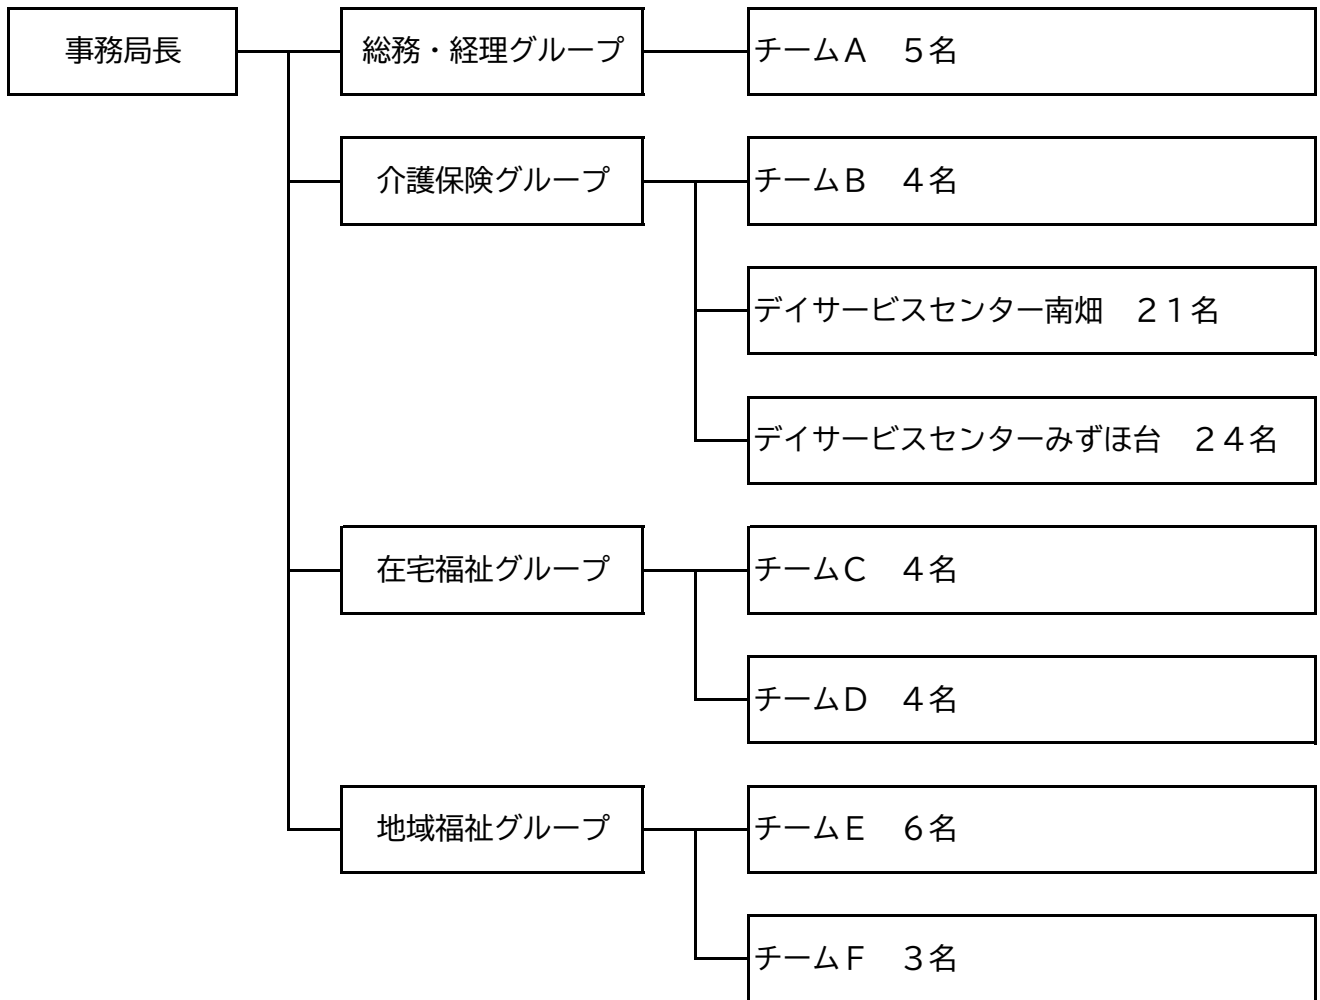 事務局長
総務・経理グループ
チームＡ　５名
介護保険グループ
チームＢ　４名
デイサービスセンター南畑　２１名
デイサービスセンターみずほ台　２４名
在宅福祉グループ
チームＣ　４名
チームＤ　４名
地域福祉グループ
チームＥ　６名
チームＦ　３名